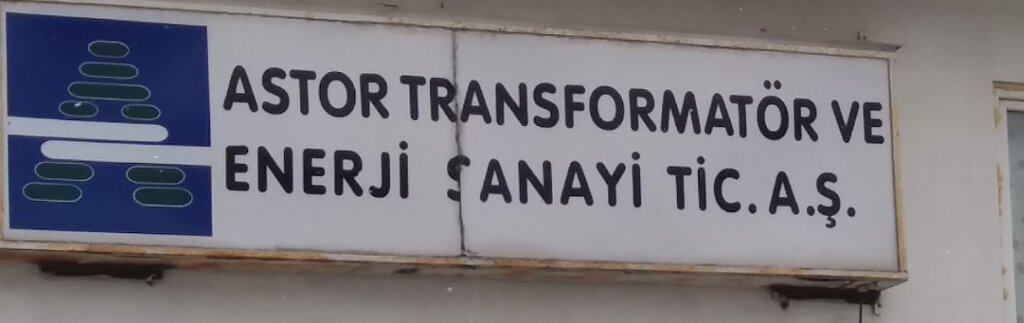 ASTOR TRANSFORMATÖR VE
ENERJİ SANAYİ TİC. A.Ş.